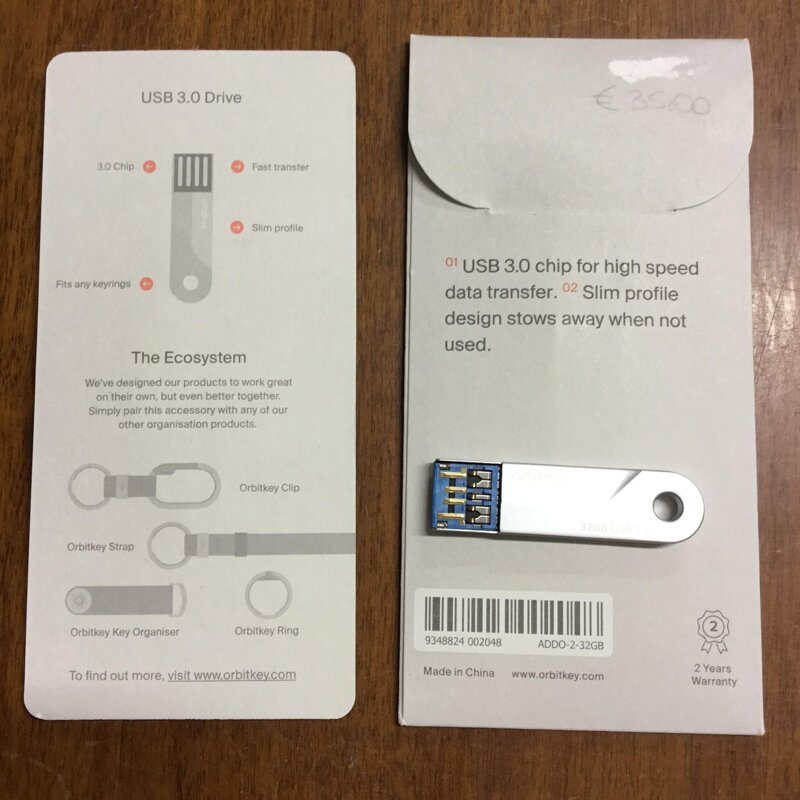 USB 3.0 Drive
3.0 Chip
Fast transfer
Slim profile
Fits any keyrings
The Ecosystem
We've designed our products to work great
on their own, but even better together.
Simply pair this accessory with any of our
other organisation products.
Orbitkey Clip
Orbitkey Strap
Orbitkey Key Organiser
Orbitkey Ring
To find out more, visit www.orbitkey.com
€ 35,00
01 USB 3.0 chip for high speed
data transfer. 02 Slim profile
design stows away when not
used.
orbitkey
32GB USB 3.0
9348824 002048
ADDO-2-32GB
Made in China
www.orbitkey.com
2
2 Years
Warranty